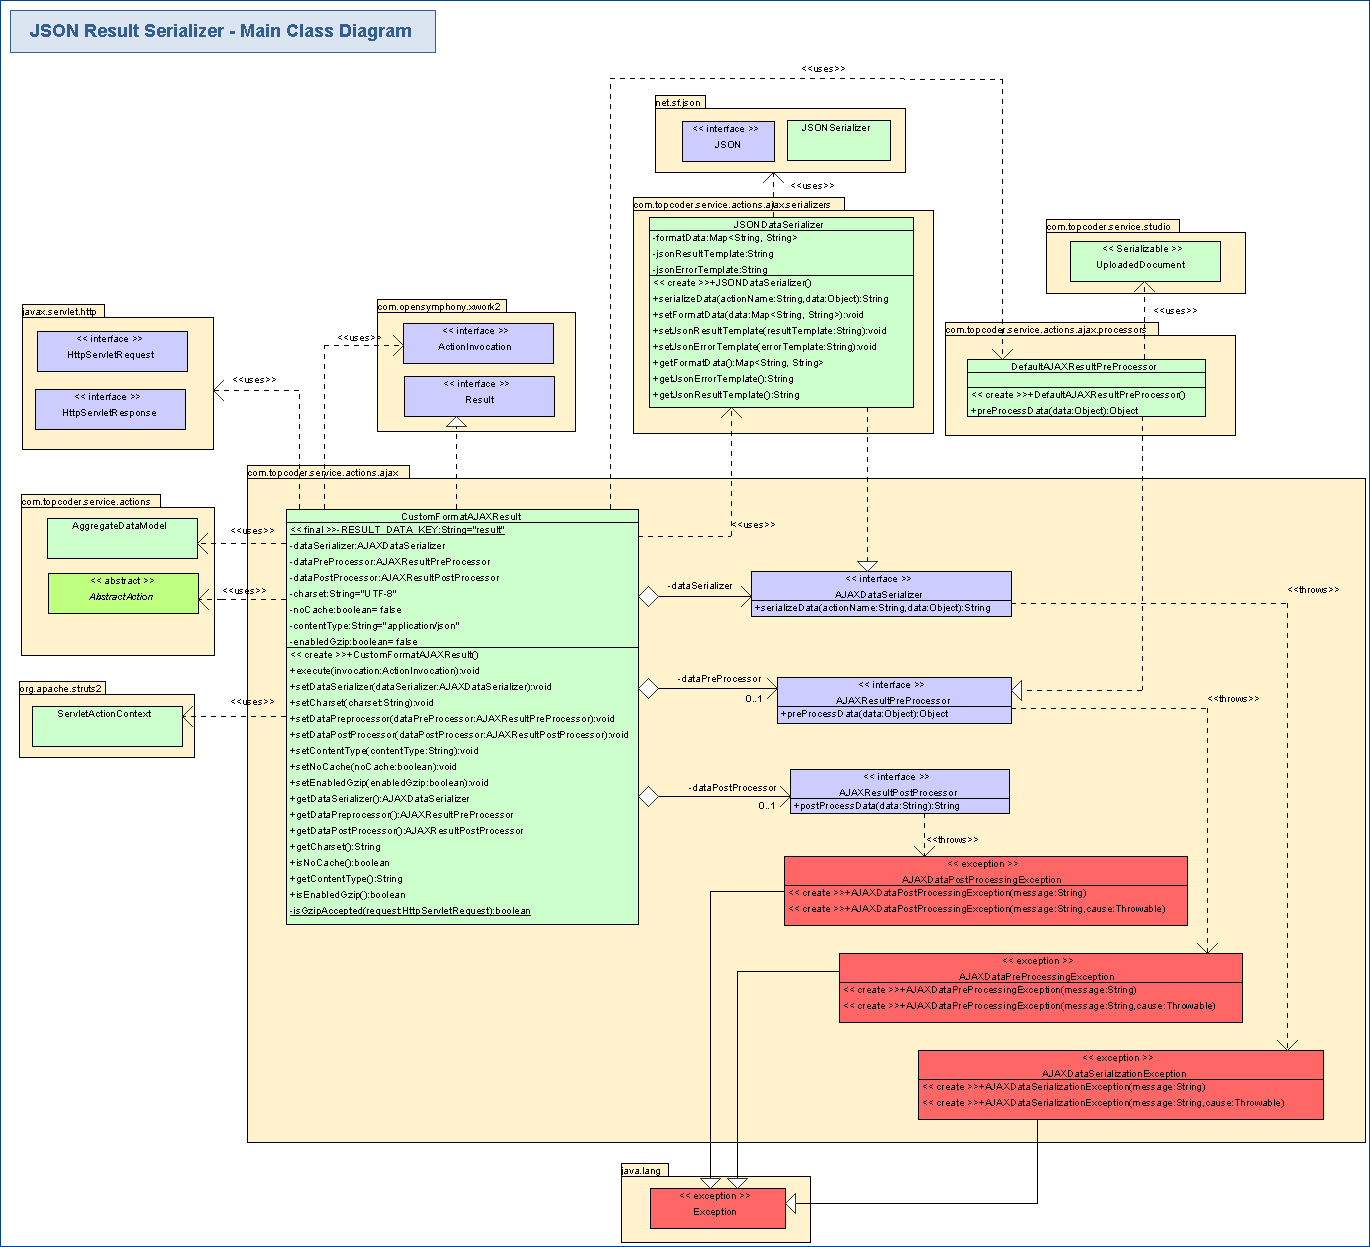 JSON Result Serializer - Main Class Diagram
<<uses>>
net.sf.json
<< interface >>
JSON
JSONSerializer
<<uses>>
com.topcoder.service.actions.ajax.serializers
JSONDataSerializer
-formatData:Map<String, String>
-jsonResultTemplate:String
-jsonErrorTemplate:String
<< create >>+JSONDataSerializer()
+serializeData(actionName:String,data:Object):String
+setFormatData(data:Map<String, String>):void
+setJsonResultTemplate(resultTemplate:String):void
+setJsonErrorTemplate(errorTemplate:String):void
+getFormatData():Map<String, String>
+getJsonErrorTemplate():String
+getJsonResultTemplate():String
com.topcoder.service.studio
<< Serializable >>
UploadedDocument
<<uses>>
com.topcoder.service.actions.ajax.processors
DefaultAJAXResultPreProcessor
<< create >>+DefaultAJAXResultPreProcessor()
+preProcessData(data:Object):Object
javax.servlet.http
<< interface >>
HttpServletRequest
<< interface >>
HttpServletResponse
<<uses>>
com.opensymphony.xwork2
<< interface >>
ActionInvocation
<< interface >>
Result
<<uses>>
com.topcoder.service.actions.ajax
com.topcoder.service.actions
AggregateDataModel
<< abstract >>
AbstractAction
<<uses>>
<<uses>>
org.apache.struts2
ServletActionContext
<<uses>>
CustomFormatAJAXResult
<< final >>-RESULT_DATA_KEY:String="result"
-dataSerializer:AJAXDataSerializer
-dataPreProcessor:AJAXResultPreProcessor
-dataPostProcessor:AJAXResultPostProcessor
-charset:String="UTF-8"
-noCache:boolean= false
-contentType:String="application/json"
-enabledGzip:boolean= false
<< create >>+CustomFormatAJAXResult()
+execute(invocation:ActionInvocation):void
+setDataSerializer(dataSerializer:AJAXDataSerializer):void
+setCharset(charset:String):void
+setDataPreprocessor(dataPreProcessor:AJAXResultPreProcessor):void
+setDataPostProcessor(dataPostProcessor:AJAXResultPostProcessor):void
+setContentType(contentType:String):void
+setNoCache(noCache:boolean):void
+setEnabledGzip(enabledGzip:boolean):void
+getDataSerializer():AJAXDataSerializer
+getDataPreprocessor():AJAXResultPreProcessor
+getDataPostProcessor():AJAXResultPostProcessor
+getCharset():String
+isNoCache():boolean
+getContentType():String
+isEnabledGzip():boolean
-isGzipAccepted(request:HttpServletRequest):boolean
<<uses>>
-dataSerializer
<< interface >>
AJAXDataSerializer
+serializeData(actionName:String,data:Object):String
<<throws>>
-dataPreProcessor
0..1
<< interface >>
AJAXResultPreProcessor
+preProcessData(data:Object):Object
<<throws>>
-dataPostProcessor
0..1
<< interface >>
AJAXResultPostProcessor
+postProcessData(data:String):String
<<throws>>
<< exception >>
AJAXDataPostProcessingException
<< create >>+AJAXDataPostProcessingException(message:String)
<< create >>+AJAXDataPostProcessingException(message:String,cause:Throwable)
<< exception >>
AJAXDataPreProcessingException
<< create >>+AJAXDataPreProcessingException(message:String)
<< create >>+AJAXDataPreProcessingException(message:String,cause:Throwable)
<< exception >>
AJAXDataSerializationException
<< create >>+AJAXDataSerializationException(message:String)
<< create >>+AJAXDataSerializationException(message:String,cause:Throwable)
java.lang
<< exception >>
Exception